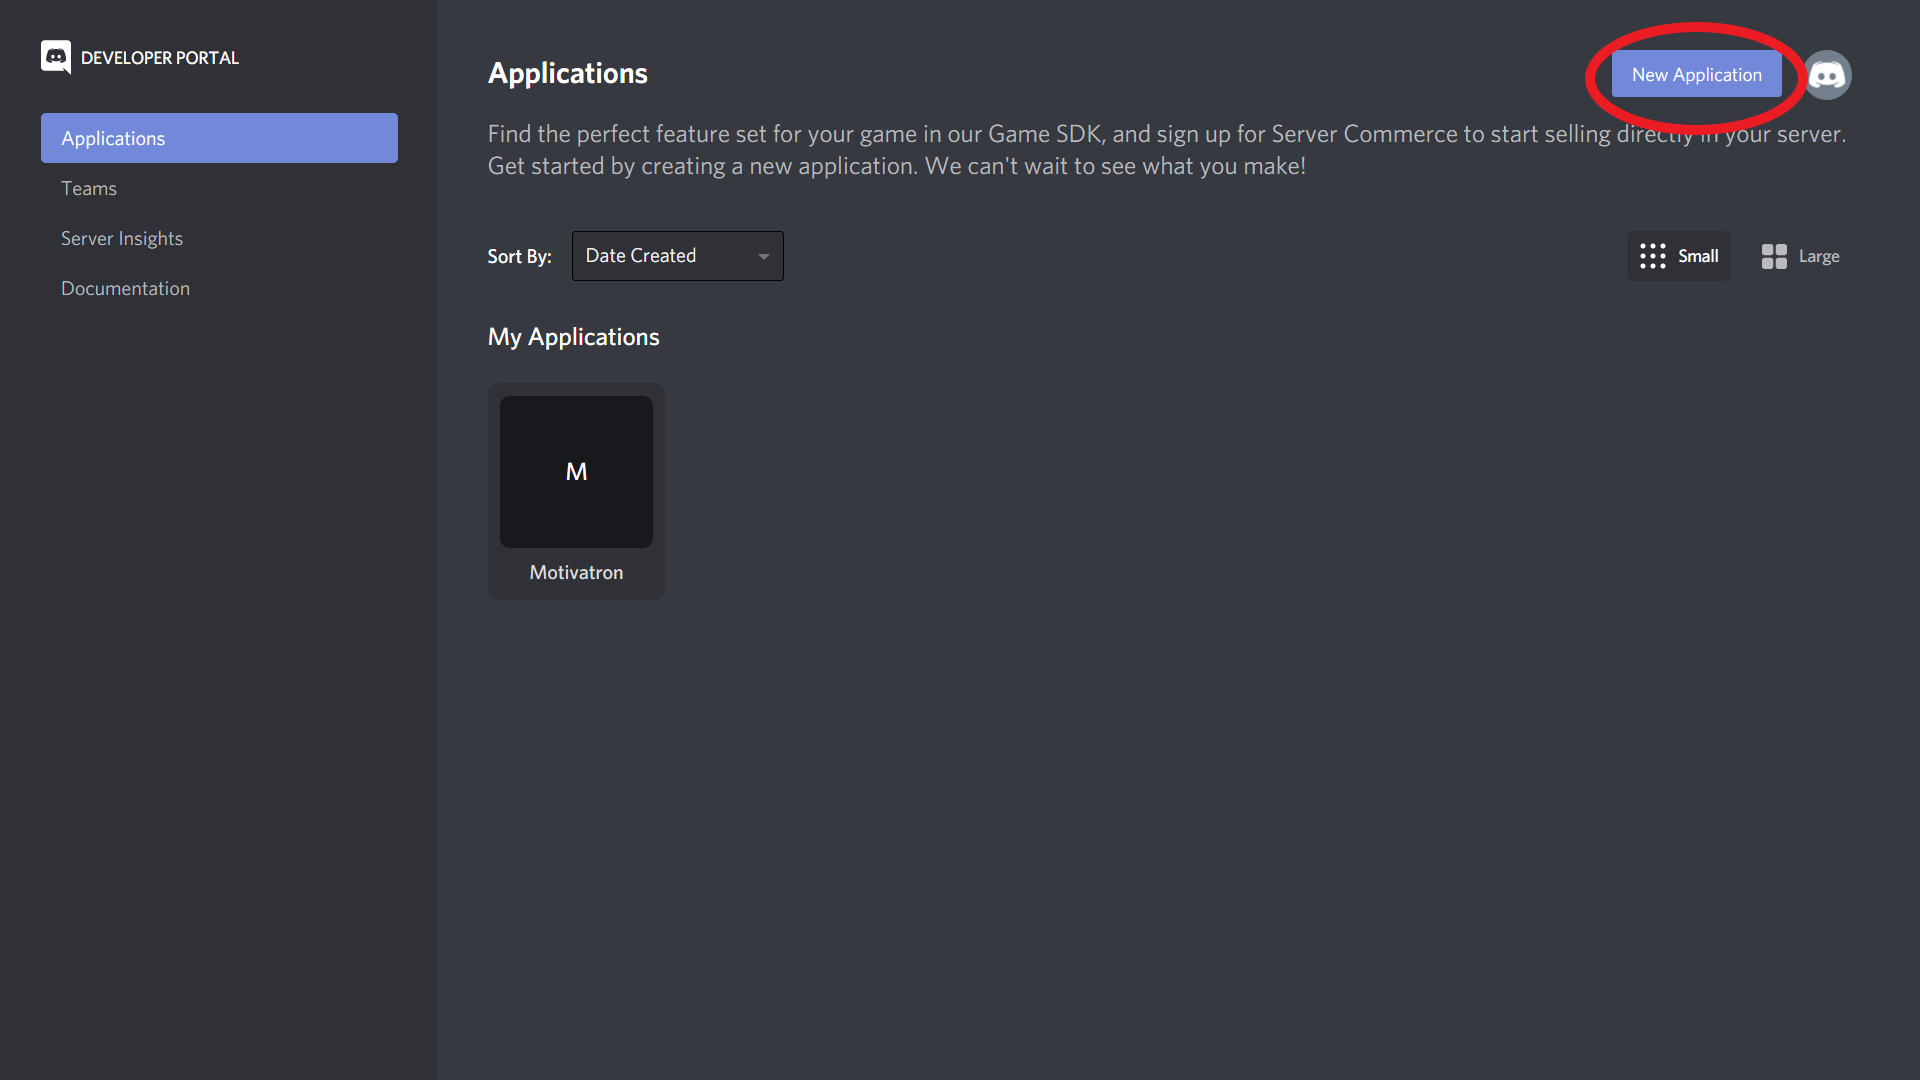 DEVELOPER PORTAL
Applications
Teams
Server Insights
Documentation
Applications
New Application
Find the perfect feature set for your game in our Game SDK, and sign up for Server Commerce to start selling directly in your server.
Get started by creating a new application. We can't wait to see what you make!
Sort By:
Date Created
Small
Large
My Applications
M
Motivatron